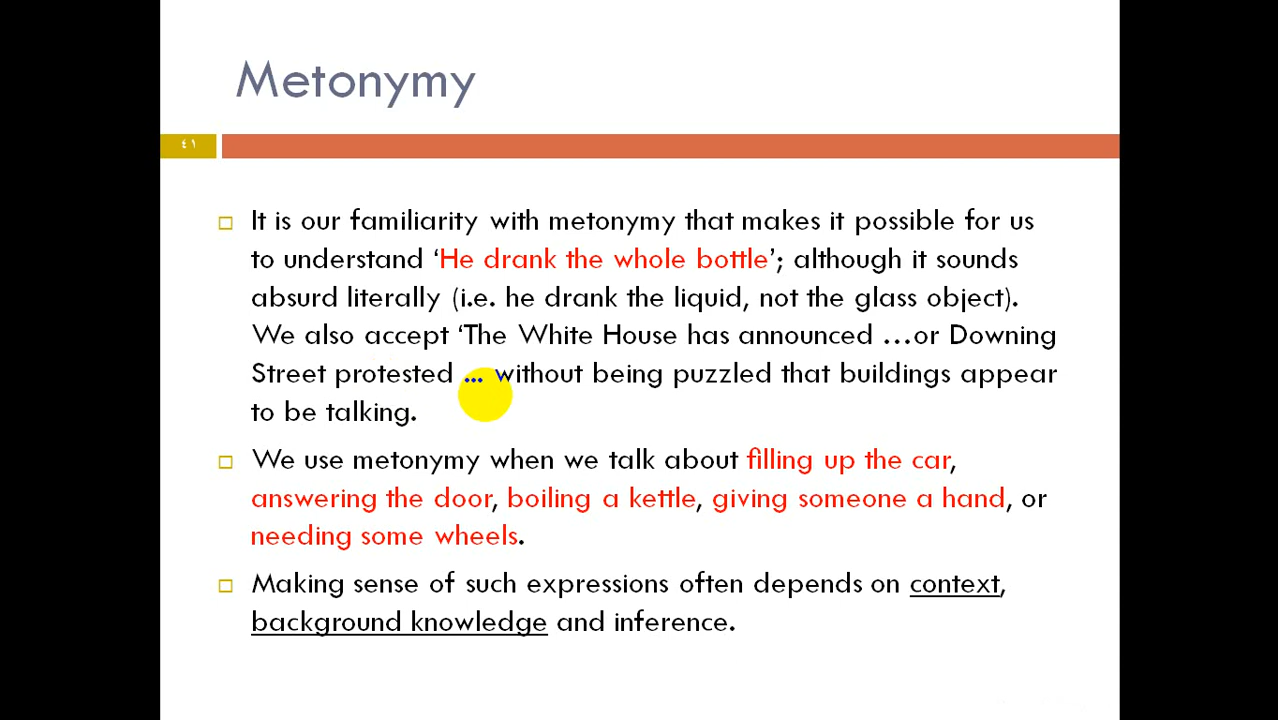 Metonymy
٤١
It is our familiarity with metonymy that makes it possible for us
to understand ‘He drank the whole bottle’; although it sounds
absurd literally (i.e. he drank the liquid, not the glass object).
We also accept ‘The White House has announced …or Downing
Street protested ... without being puzzled that buildings appear
to be talking.
We use metonymy when we talk about filling up the car,
answering the door, boiling a kettle, giving someone a hand, or
needing some wheels.
Making sense of such expressions often depends on context,
background knowledge and inference.